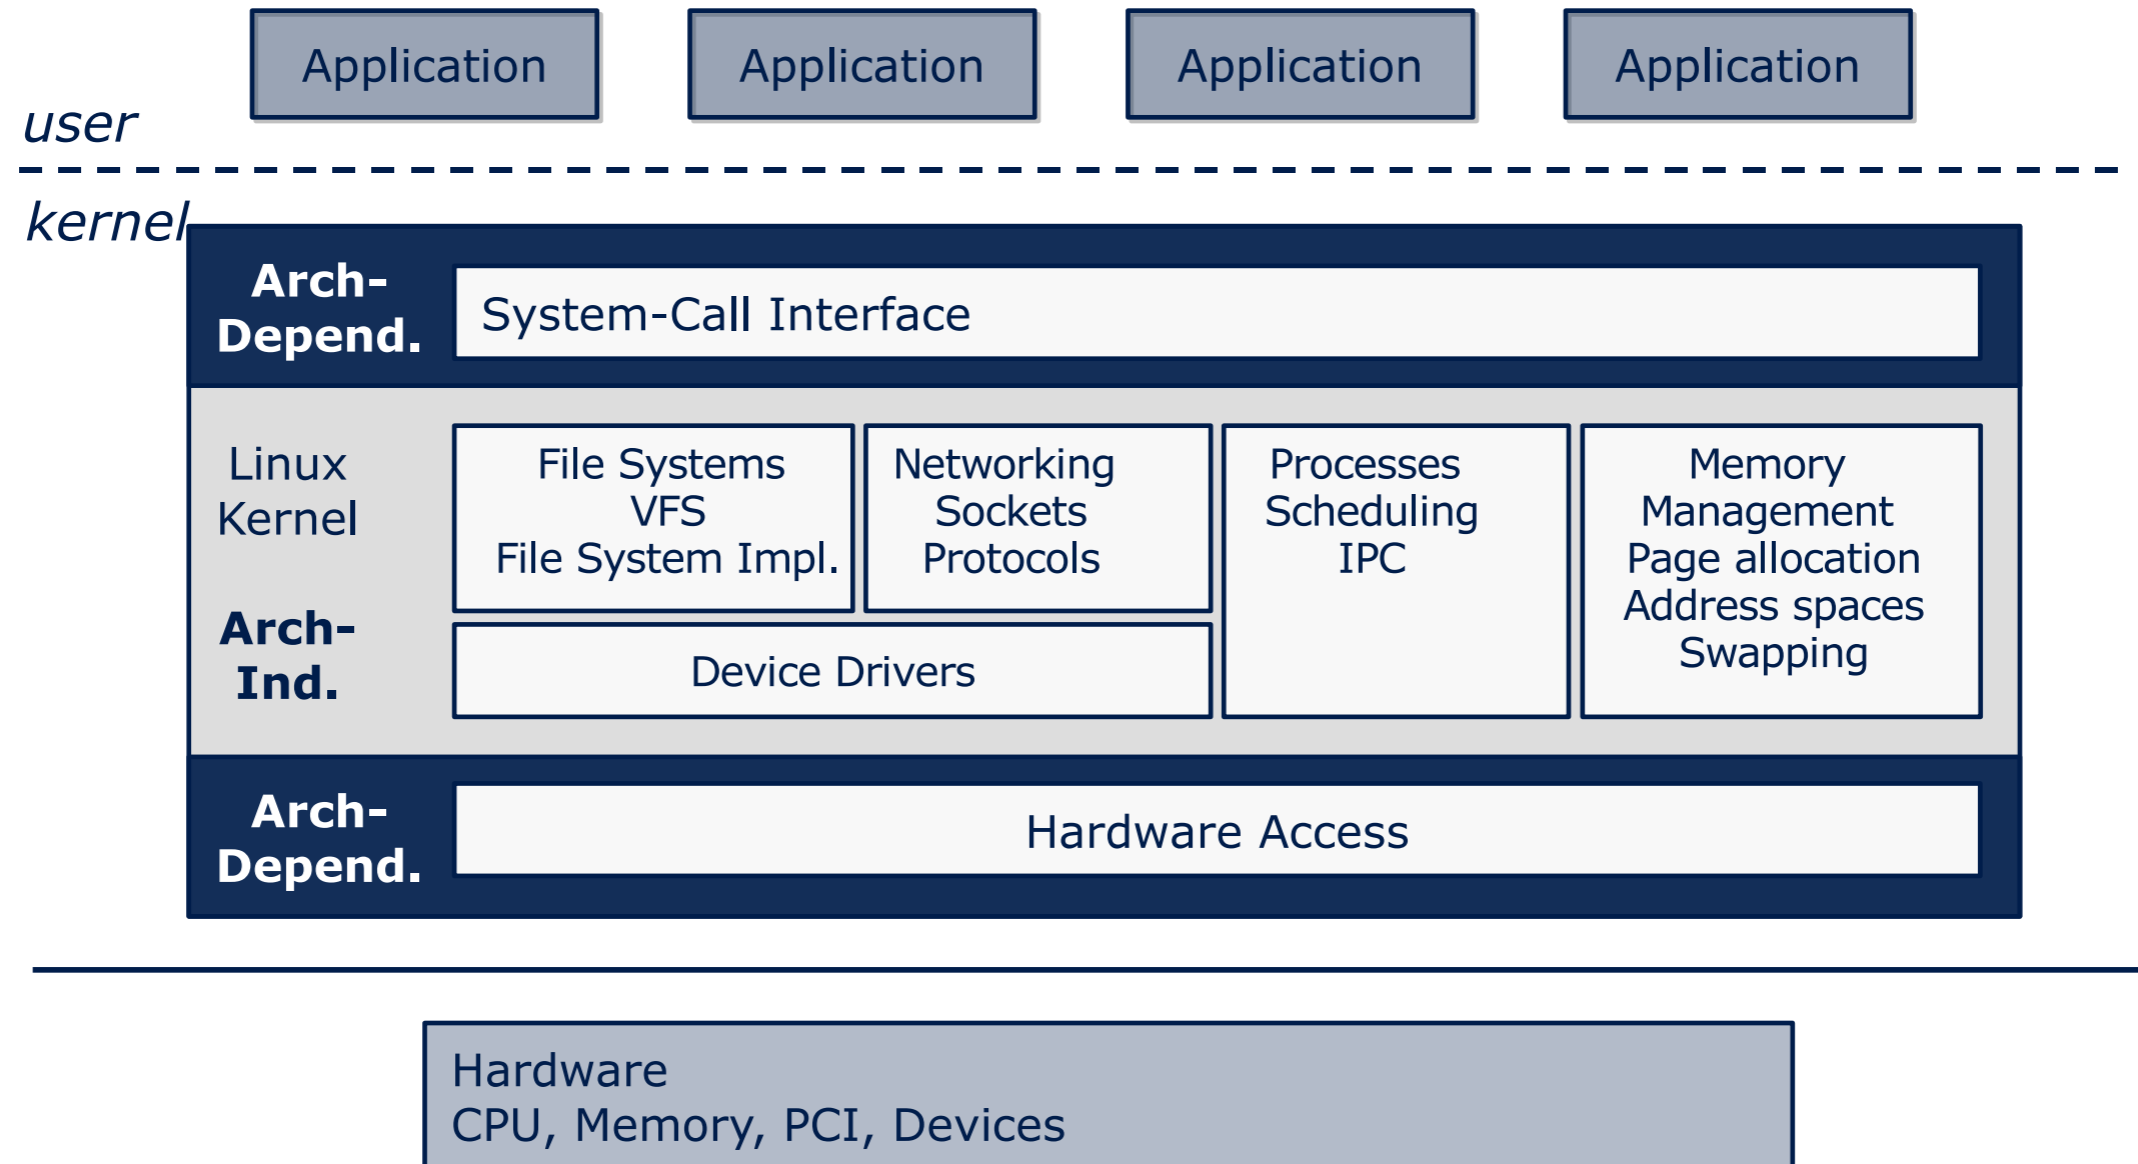 Application
Application
Application
Application
user
kernel
Arch-
Depend.
System-Call Interface
Linux
Kernel
Arch-
Ind.
File Systems
VFS
File System Impl.
Networking
Sockets
Protocols
Processes
Scheduling
IPC
Memory
Management
Page allocation
Address spaces
Swapping
Device Drivers
Arch-
Depend.
Hardware Access
Hardware
CPU, Memory, PCI, Devices